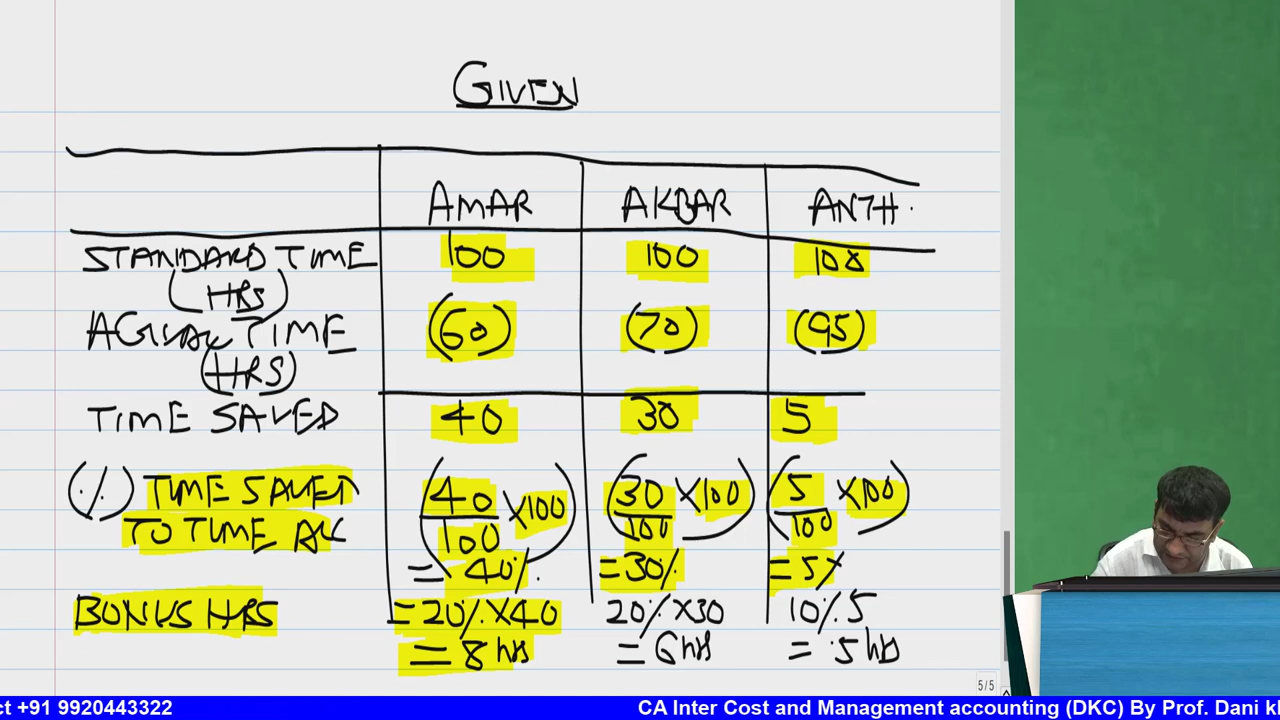 GIVEN
AMAR AKBAR ANTH.
STANDARD TIME 100 100 100
(HRS)
ACTUAL TIME (60) (70) (95)
(HRS)
TIME SAVED 40 30 5
(%) TIME SAVED (40 ×100) (30 ×100) (5 ×100)
TO TIME ALL 100 100 100
= 40% =30% =5%
BONUS HRS =20%×40 20%×30 10%5
= 8 hrs = 6 hrs = .5 hrs
5/5
ct +91 9920443322 CA Inter Cost and Management accounting (DKC) By Prof. Dani k